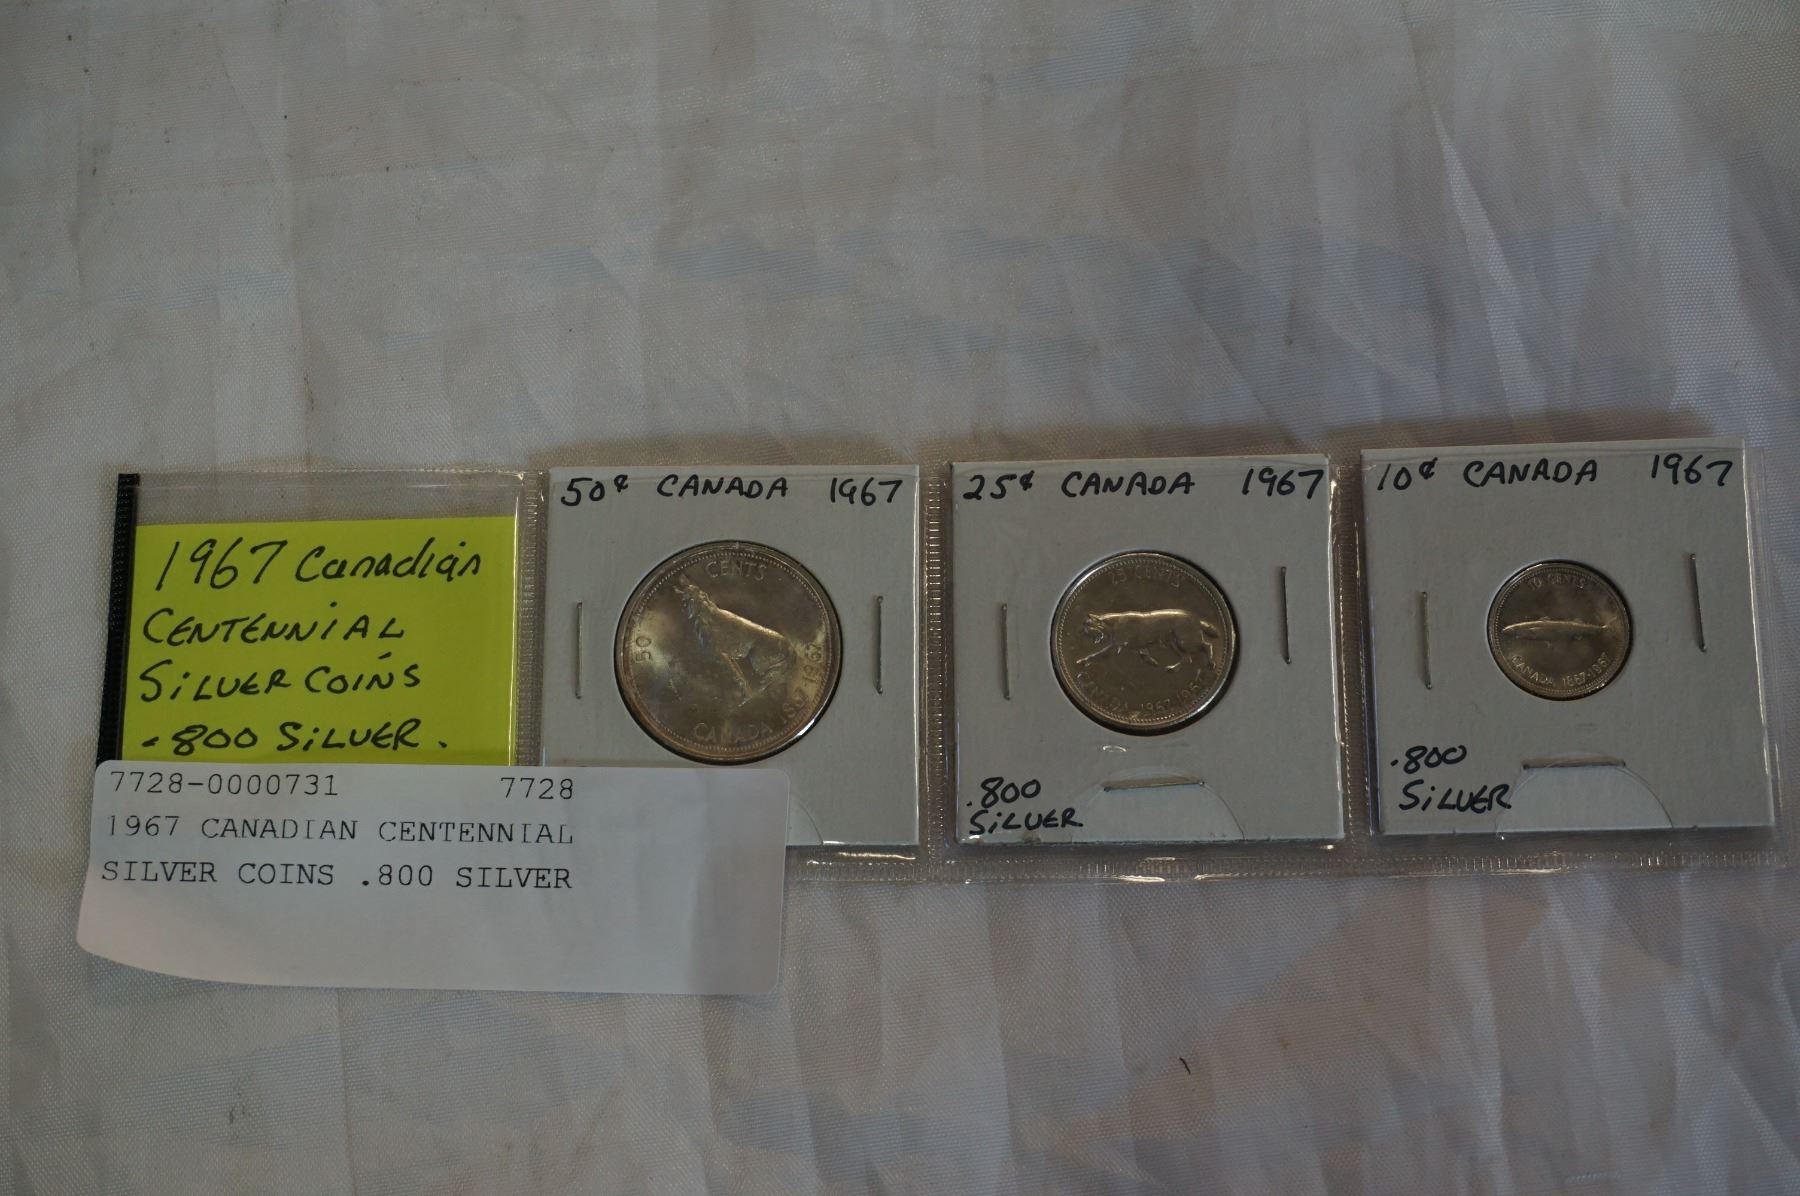 1967 Canadian
CENTENNIAL
SILVER COINS
.800 SILVER.
7728-0000731 7728
1967 CANADIAN CENTENNIAL
SILVER COINS .800 SILVER
50¢ CANADA 1967
CENTS
50
CANADA 1867-1967
25¢ CANADA 1967
25 CENTS
CANADA 1867-1967
.800
SILVER
10¢ CANADA 1967
10 CENTS
CANADA 1867-1967
.800
SILVER